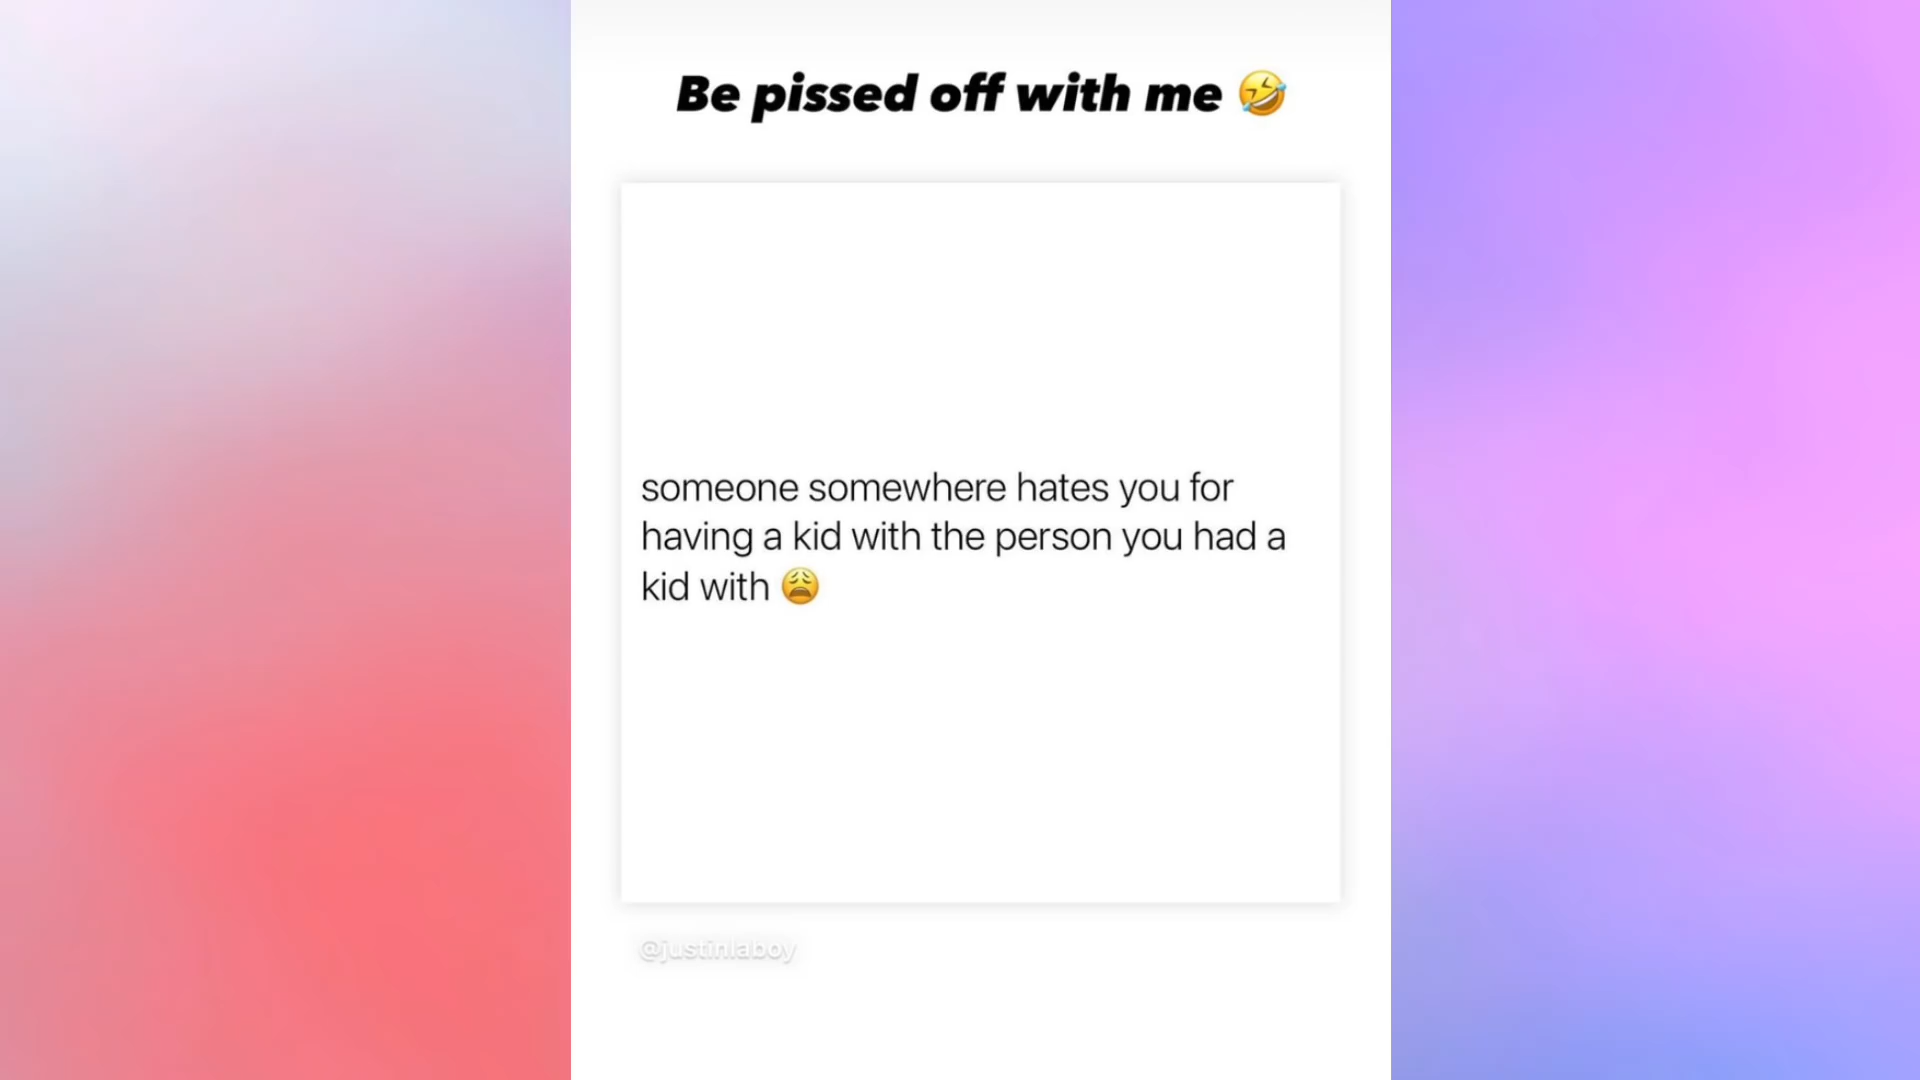 Be pissed off with me 🤣
someone somewhere hates you for
having a kid with the person you had a
kid with 😩
@justinlaboy